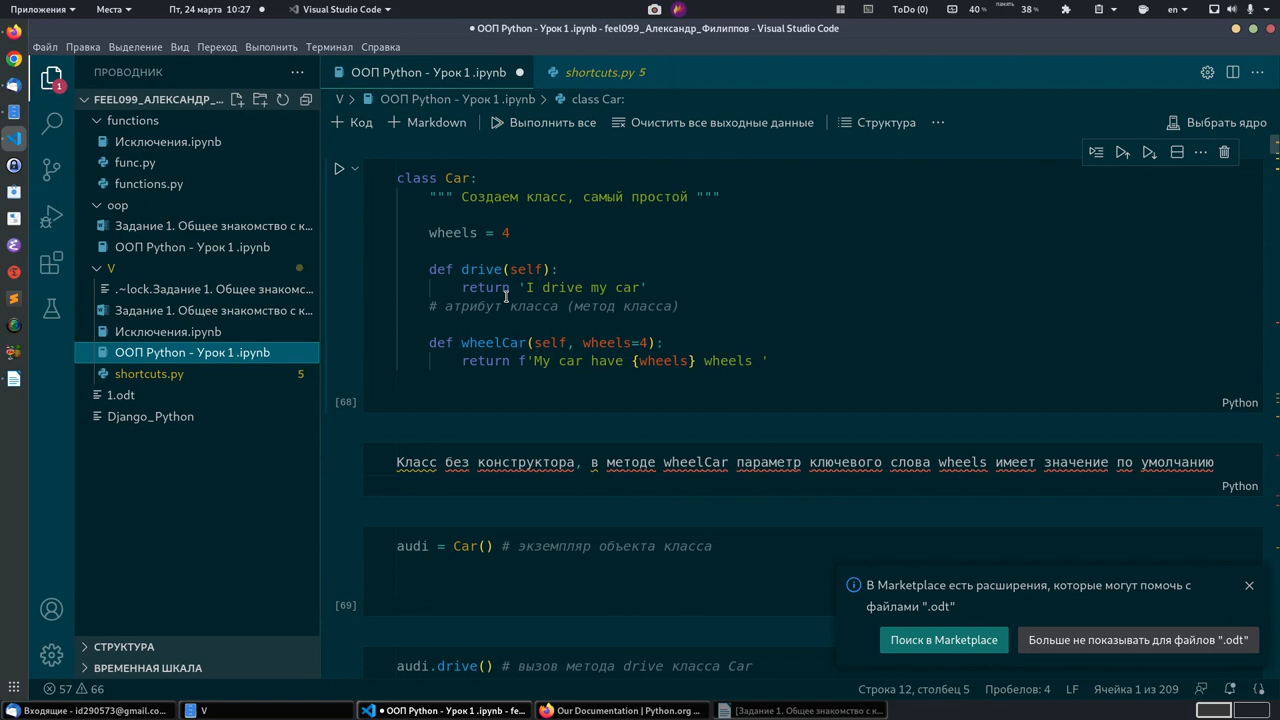 Приложения
Места
Пт, 24 марта 10:27
Visual Studio Code
ToDo (0)
40 %
память
38 %
en
● ООП Python - Урок 1 .ipynb - feel099_Александр_Филиппов - Visual Studio Code
Файл Правка Выделение Вид Переход Выполнить Терминал Справка
ПРОВОДНИК
ООП Python - Урок 1 .ipynb ●
shortcuts.py 5
FEEL099_АЛЕКСАНДР_...
V > ООП Python - Урок 1 .ipynb > class Car:
+ Код + Markdown Выполнить все Очистить все выходные данные Структура ... Выбрать ядро
1
functions
Исключения.ipynb
func.py
functions.py
oop
Задание 1. Общее знакомство с к...
ООП Python - Урок 1 .ipynb
V
.~lock.Задание 1. Общее знакомс...
Задание 1. Общее знакомство с к...
Исключения.ipynb
ООП Python - Урок 1 .ipynb
shortcuts.py 5
1.odt
Django_Python
СТРУКТУРА
ВРЕМЕННАЯ ШКАЛА
class Car:
""" Создаем класс, самый простой """
wheels = 4
def drive(self):
return 'I drive my car'
# атрибут класса (метод класса)
def wheelCar(self, wheels=4):
return f'My car have {wheels} wheels '
[68]
Python
Класс без конструктора, в методе wheelCar параметр ключевого слова wheels имеет значение по умолчанию
Python
audi = Car() # экземпляр объекта класса
[69]
audi.drive() # вызов метода drive класса Car
В Marketplace есть расширения, которые могут помочь с
файлами ".odt"
Поиск в Marketplace
Больше не показывать для файлов ".odt"
57 66
Строка 12, столбец 5 Пробелов: 4 LF Ячейка 1 из 209
Входящие - id290573@gmail.co...
V
● ООП Python - Урок 1 .ipynb - fe...
Our Documentation | Python.org ...
[Задание 1. Общее знакомство с к...